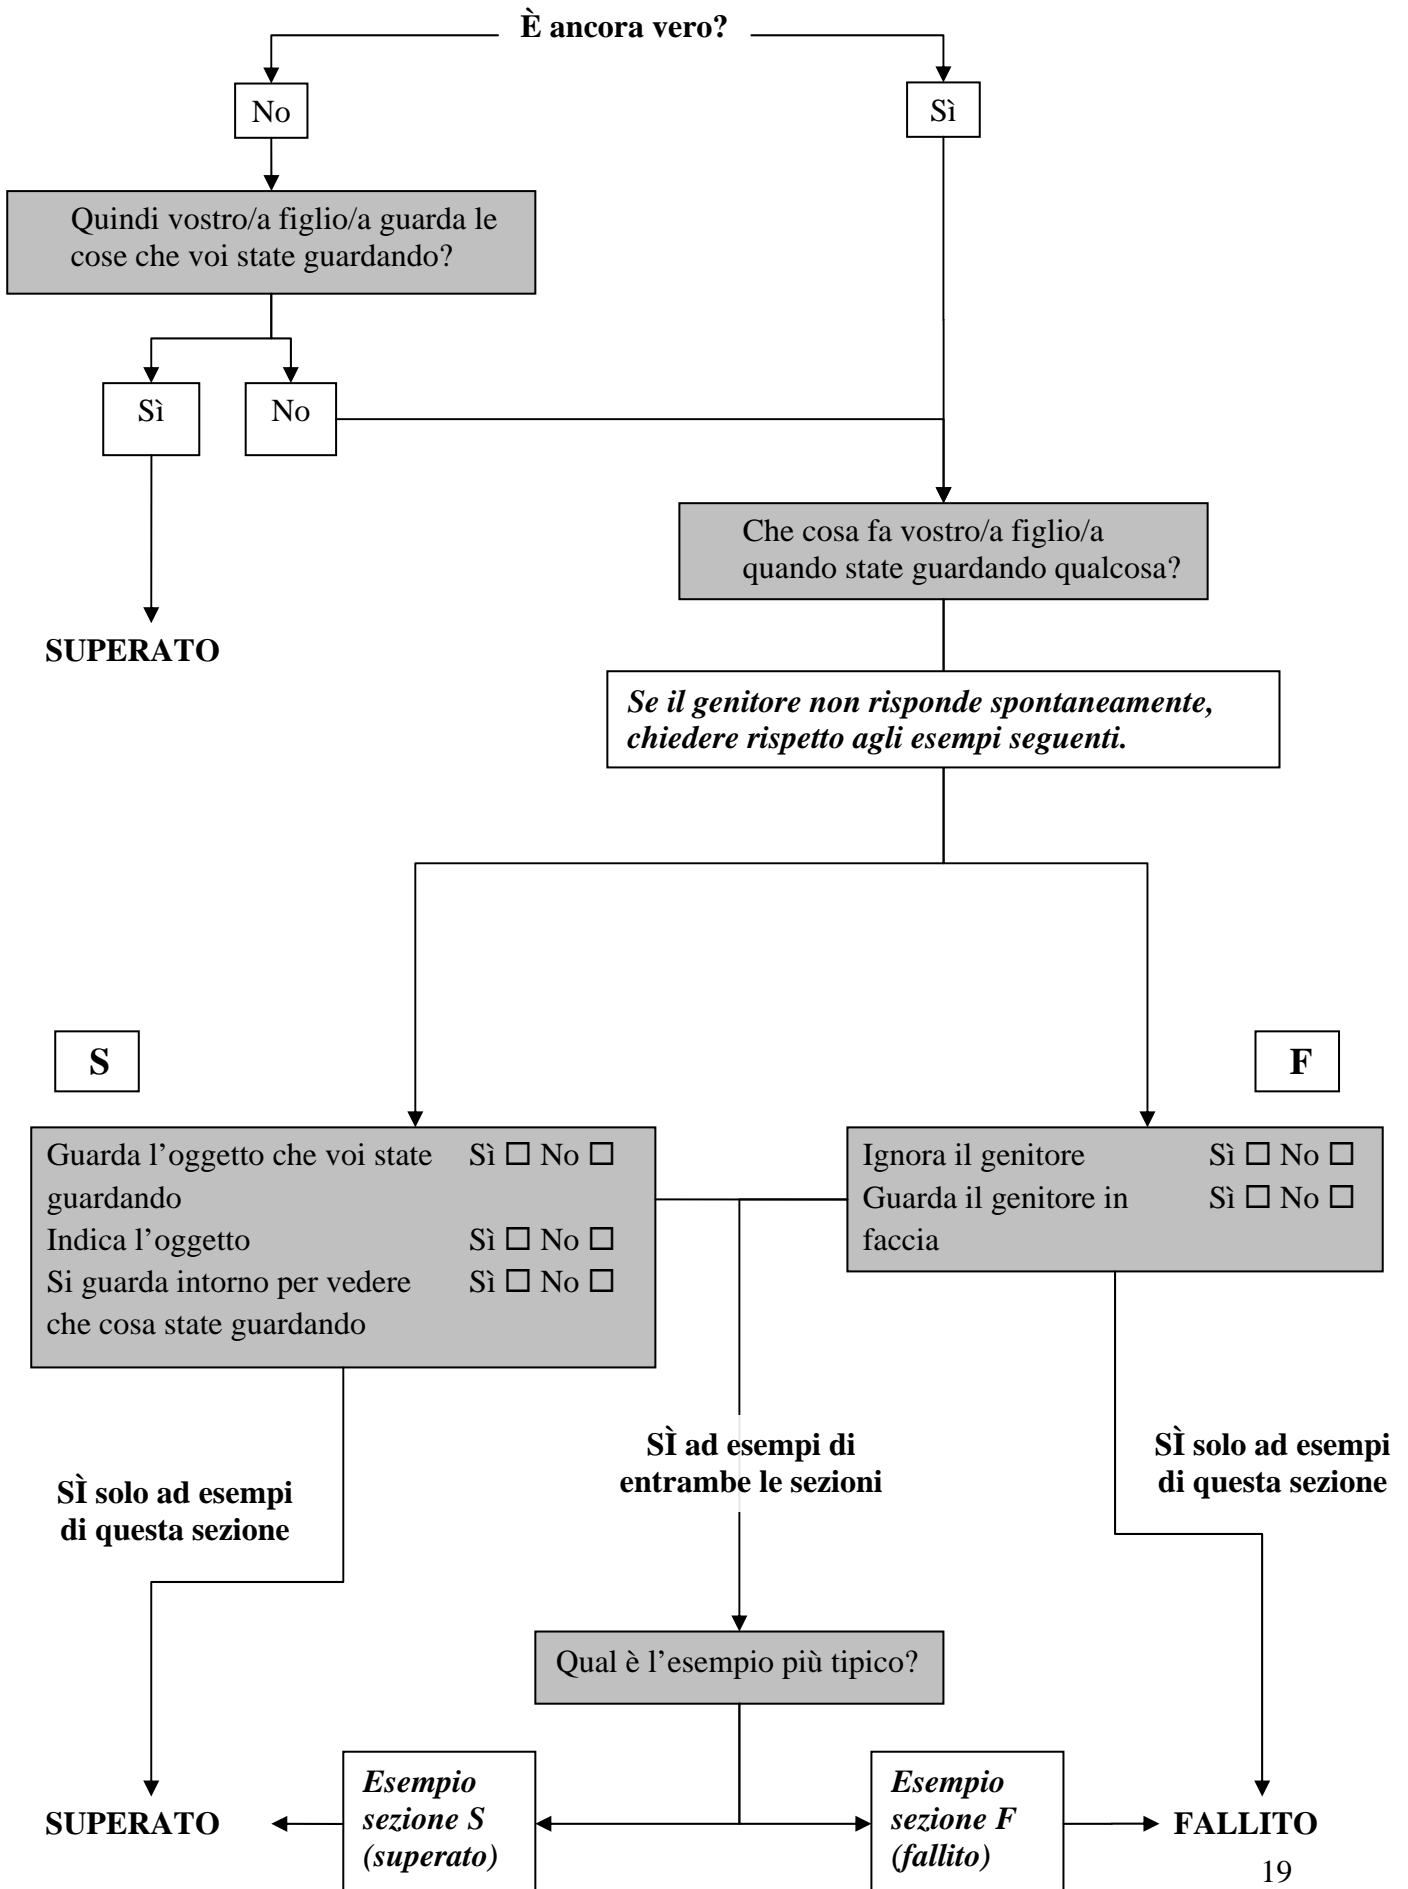 È ancora vero?
No
Sì
Quindi vostro/a figlio/a guarda le
cose che voi state guardando?
Sì
No
Che cosa fa vostro/a figlio/a
quando state guardando qualcosa?
SUPERATO
Se il genitore non risponde spontaneamente,
chiedere rispetto agli esempi seguenti.
S
F
Guarda l’oggetto che voi state Sì □ No □
guardando
Indica l’oggetto Sì □ No □
Si guarda intorno per vedere Sì □ No □
che cosa state guardando
Ignora il genitore Sì □ No □
Guarda il genitore in Sì □ No □
faccia
SÌ solo ad esempi
di questa sezione
SÌ ad esempi di
entrambe le sezioni
SÌ solo ad esempi
di questa sezione
Qual è l’esempio più tipico?
SUPERATO
Esempio
sezione S
(superato)
Esempio
sezione F
(fallito)
FALLITO
19